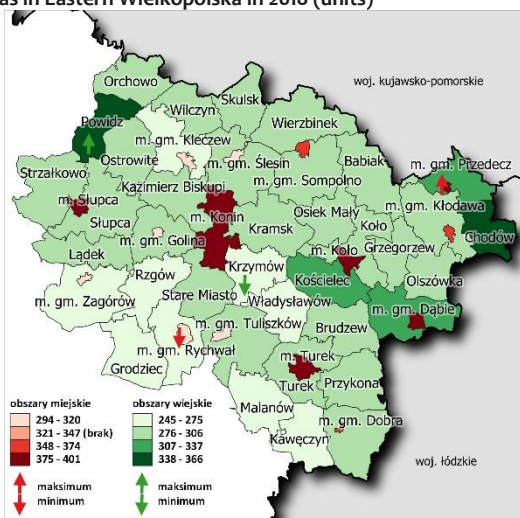 as in Eastern Wielkopolska in 2018 (units)
Orchowo
Skulsk
woj. kujawsko-pomorskie
Wilczyn
Wierzbinek
Powidz
m. gm. Kleczew
Ostrowite
m. gm. Ślesin
Babiak
m. gm. Przedecz
Strzałkowo
Kazimierz Biskupi
m. gm. Sompolno
m. gm. Kłodawa
m. Słupca
m. Konin
Osiek Mały
Koło
Chodów
Słupca
Kramsk
m. gm. Golina
m. Koło
Grzegorzew
Lądek
Krzymów
Kościelec
Olszówka
Rzgów
Stare Miasto
Władysławów
m. gm. Zagórów
m. gm. Dąbie
m. gm. Tuliszków
Brudzew
m. gm. Rychwał
Grodziec
m. Turek
Turek
Przykona
Malanów
m. gm. Dobra
Kawęczyn
woj. łódzkie
obszary miejskie
obszary wiejskie
294 - 320
245 - 275
321 - 347 (brak)
276 - 306
348 - 374
307 - 337
375 - 401
338 - 366
maksimum
maksimum
minimum
minimum